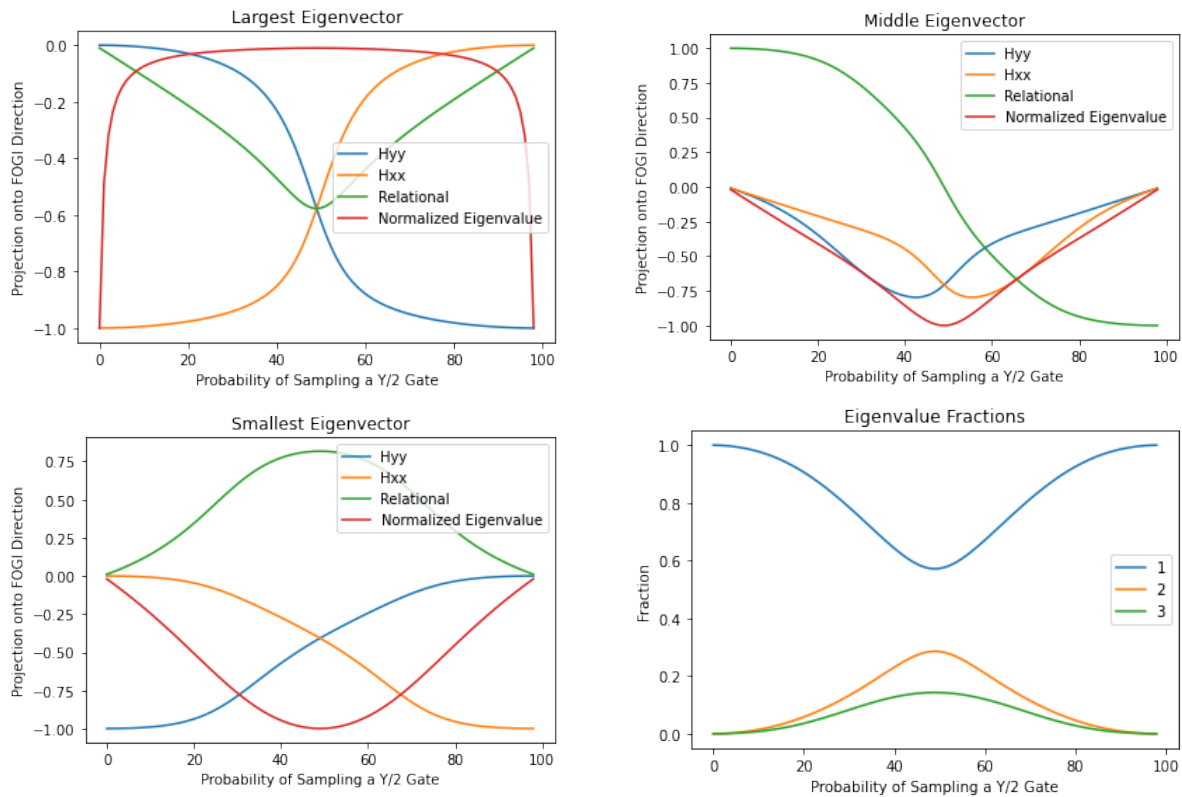 Largest Eigenvector
Projection onto FOGI Direction
0.0
−0.2
−0.4
−0.6
−0.8
−1.0
Hyy
Hxx
Relational
Normalized Eigenvalue
0 20 40 60 80 100
Probability of Sampling a Y/2 Gate
Middle Eigenvector
Projection onto FOGI Direction
1.00
0.75
0.50
0.25
0.00
−0.25
−0.50
−0.75
−1.00
Hyy
Hxx
Relational
Normalized Eigenvalue
0 20 40 60 80 100
Probability of Sampling a Y/2 Gate
Smallest Eigenvector
Projection onto FOGI Direction
0.75
0.50
0.25
0.00
−0.25
−0.50
−0.75
−1.00
Hyy
Hxx
Relational
Normalized Eigenvalue
0 20 40 60 80 100
Probability of Sampling a Y/2 Gate
Eigenvalue Fractions
Fraction
1.0
0.8
0.6
0.4
0.2
0.0
1
2
3
0 20 40 60 80 100
Probability of Sampling a Y/2 Gate